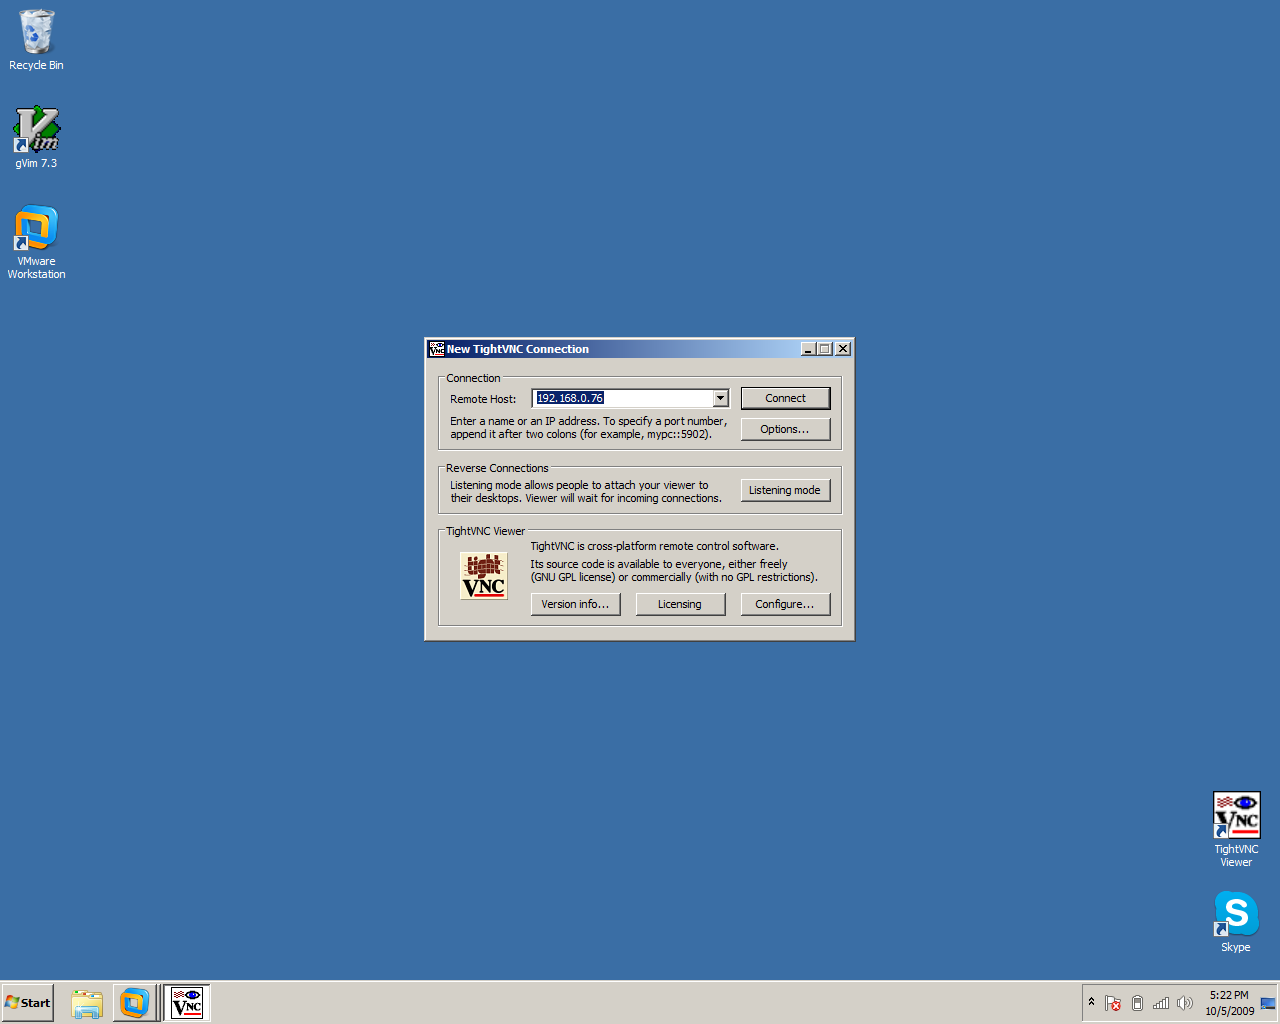 Recycle Bin
gVim 7.3
VMware
Workstation
New TightVNC Connection
Connection
Remote Host:
192.168.0.76
Connect
Enter a name or an IP address. To specify a port number,
append it after two colons (for example, mypc::5902).
Options...
Reverse Connections
Listening mode allows people to attach your viewer to
their desktops. Viewer will wait for incoming connections.
Listening mode
TightVNC Viewer
TightVNC is cross-platform remote control software.
Its source code is available to everyone, either freely
(GNU GPL license) or commercially (with no GPL restrictions).
tight
VNC
Version info...
Licensing
Configure...
VNC
TightVNC
Viewer
Skype
Start
VNC
5:22 PM
10/5/2009